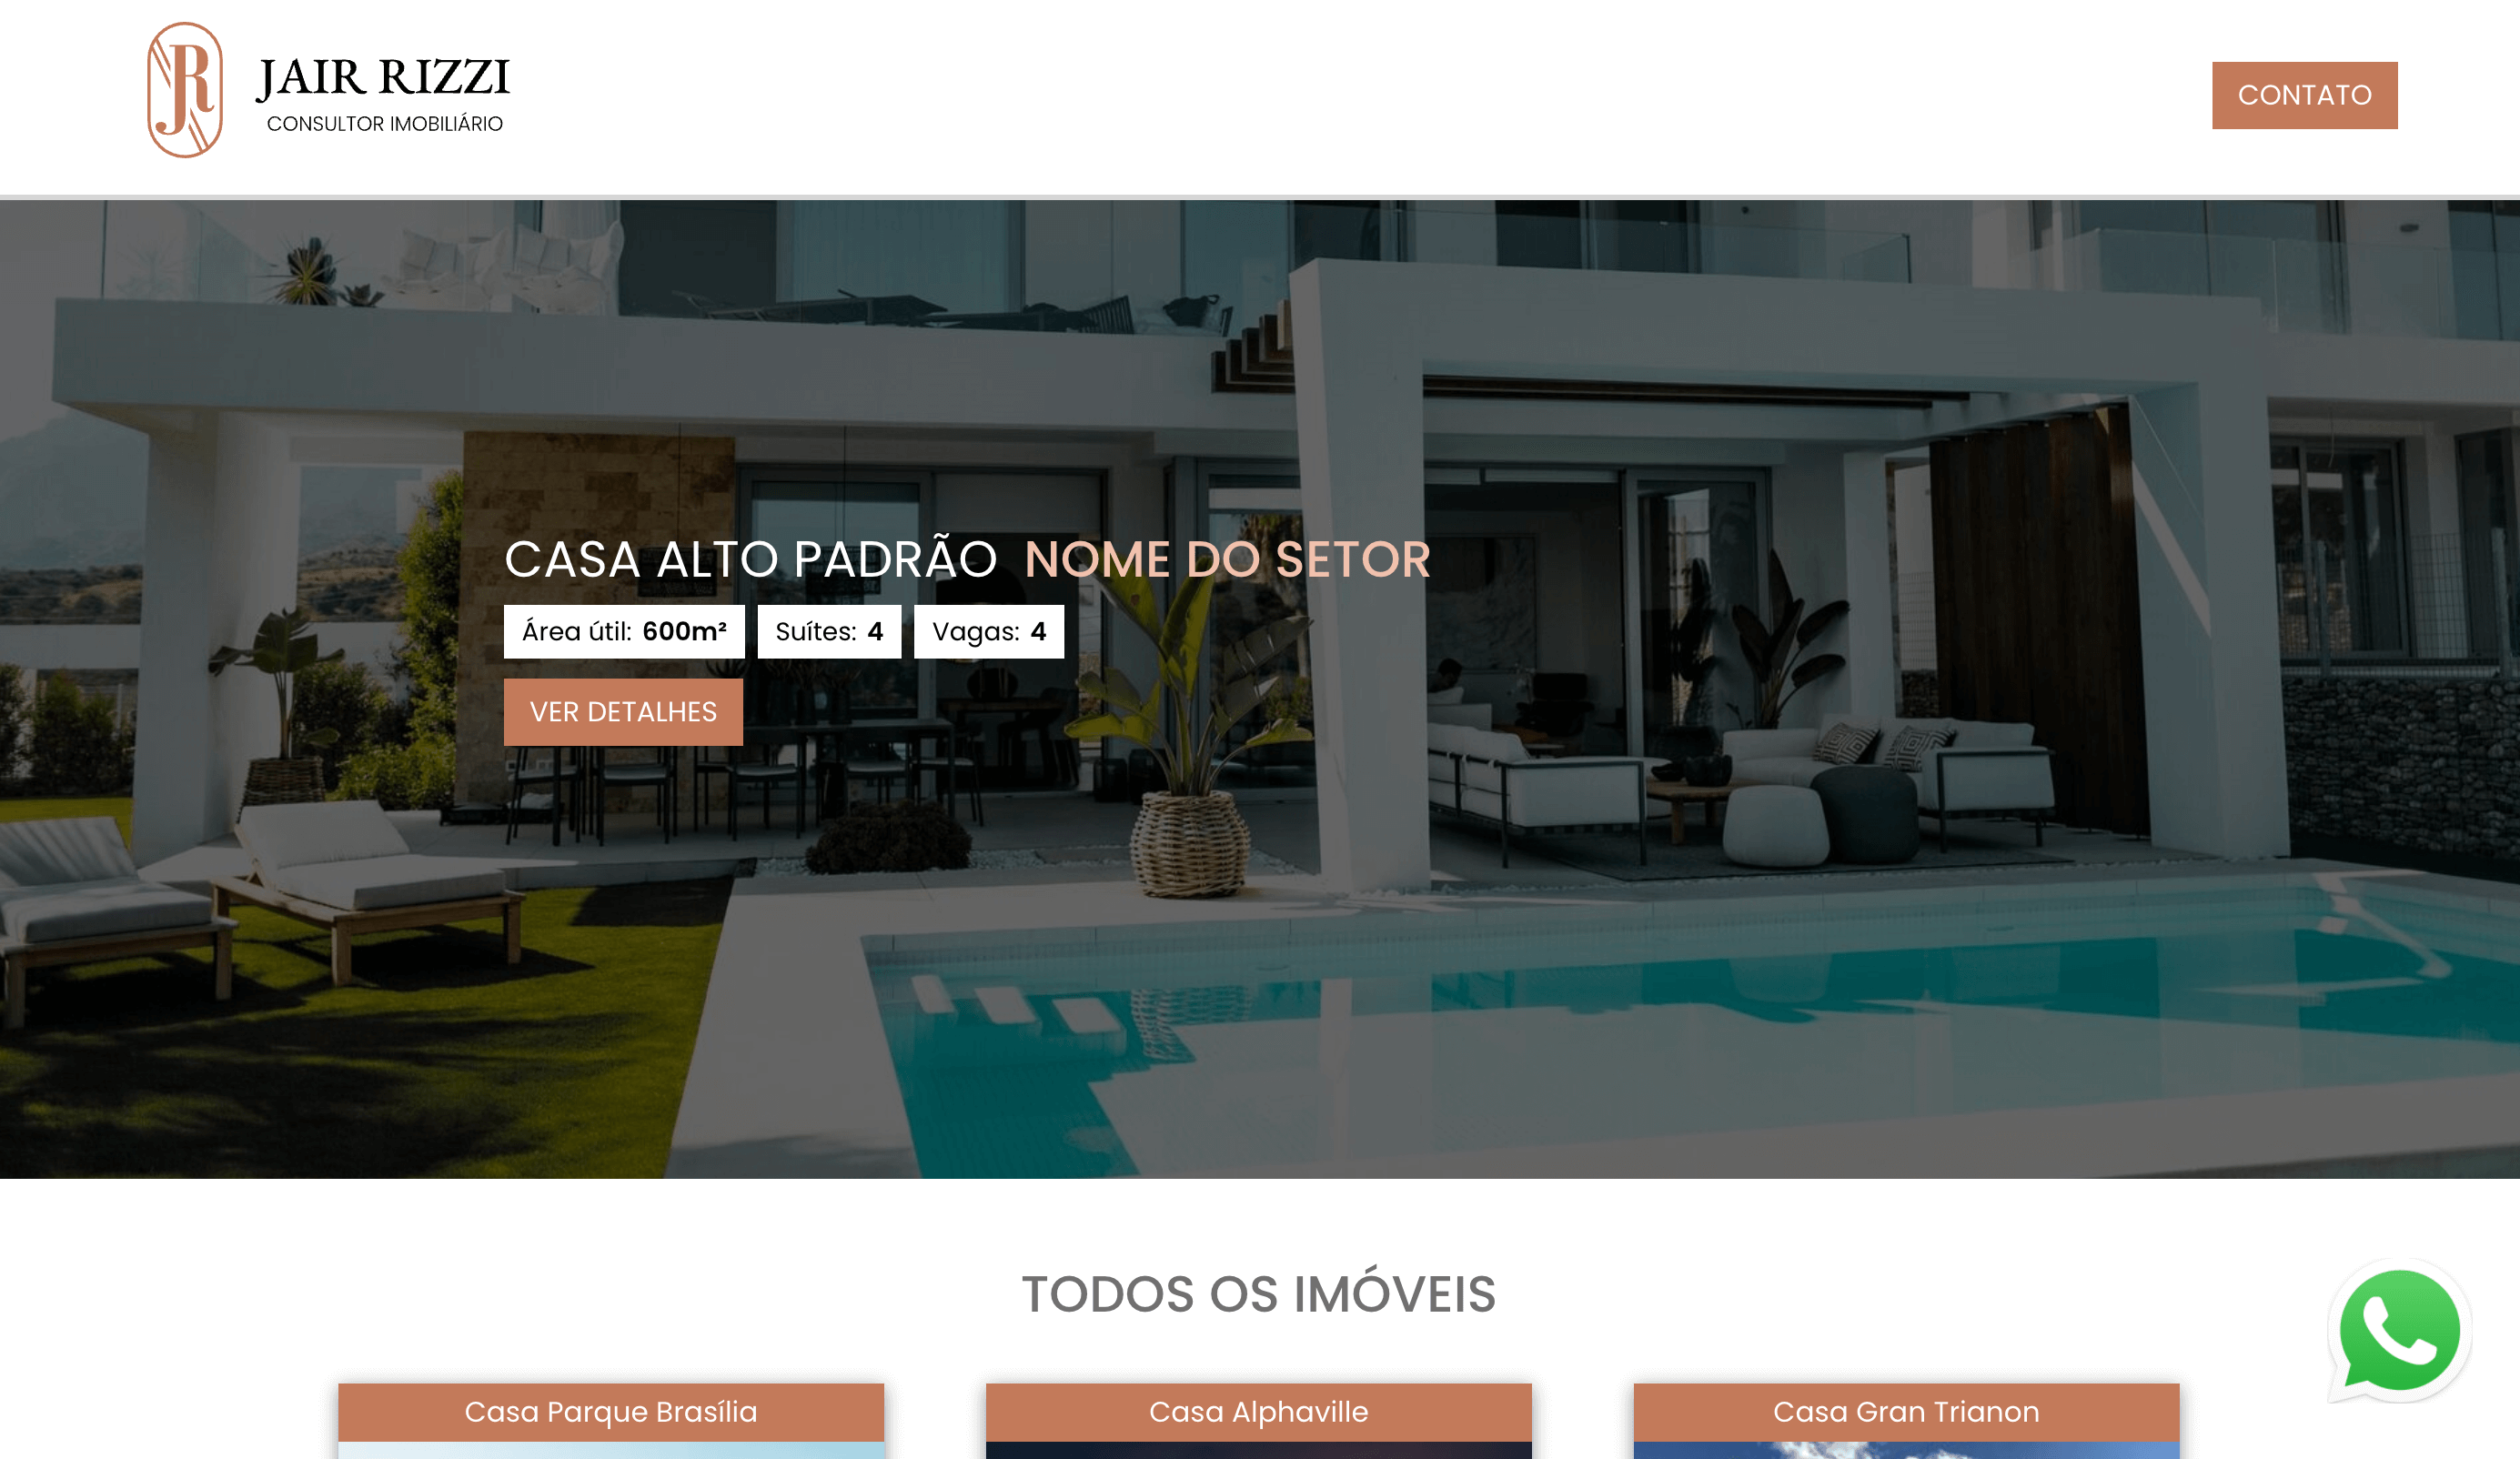 JR
JAIR RIZZI
CONSULTOR IMOBILIÁRIO
CONTATO
CASA ALTO PADRÃO NOME DO SETOR
Área útil: 600m² Suítes: 4 Vagas: 4
VER DETALHES
TODOS OS IMÓVEIS
Casa Parque Brasília
Casa Alphaville
Casa Gran Trianon